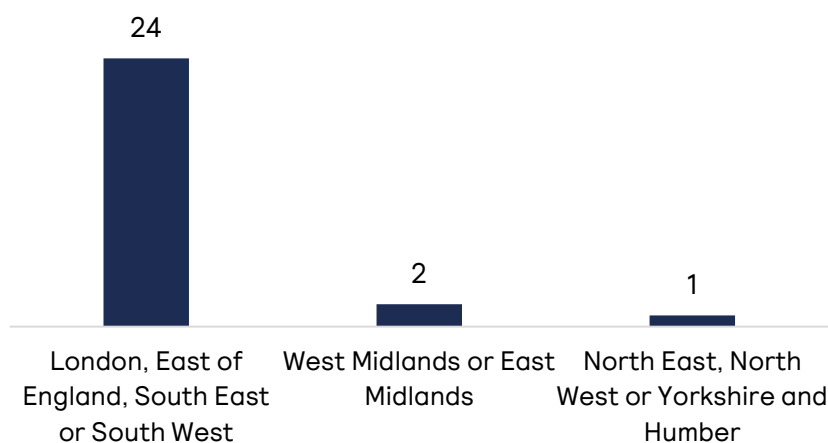 24
2
1
London, East of
England, South East
or South West
West Midlands or East
Midlands
North East, North
West or Yorkshire and
Humber